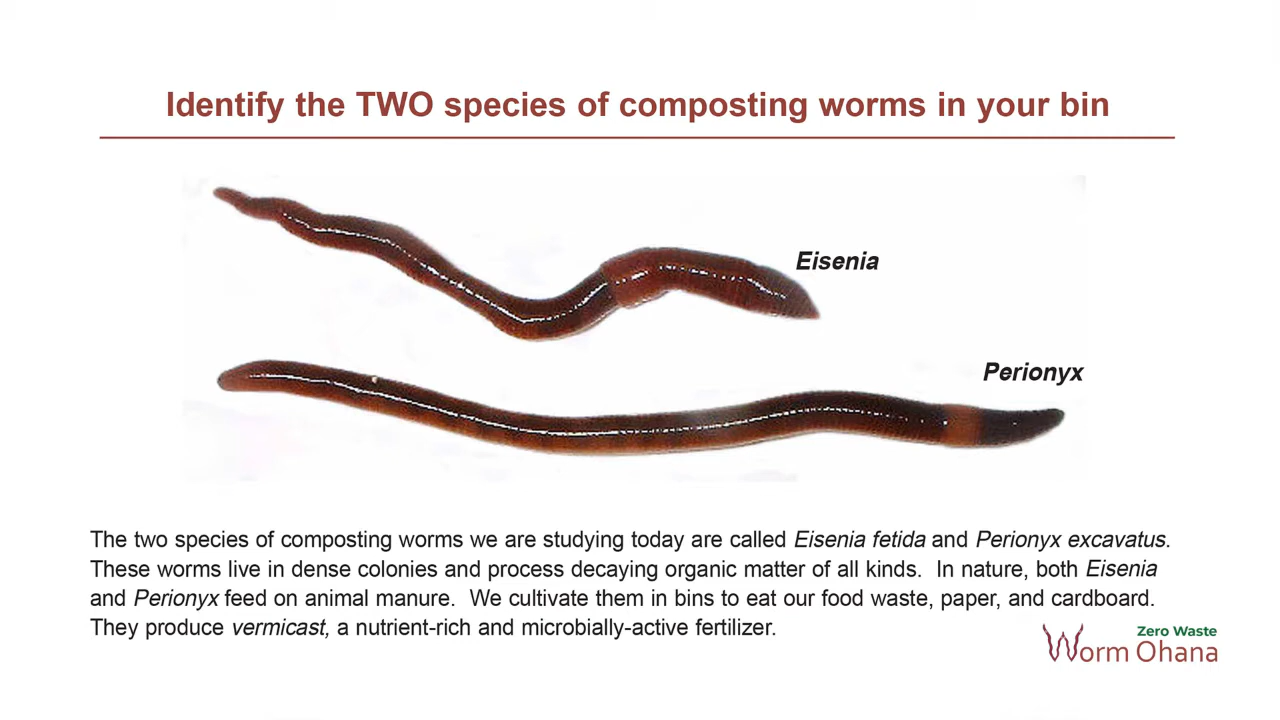 Identify the TWO species of composting worms in your bin
Eisenia
Perionyx
The two species of composting worms we are studying today are called Eisenia fetida and Perionyx excavatus.
These worms live in dense colonies and process decaying organic matter of all kinds.  In nature, both Eisenia
and Perionyx feed on animal manure.  We cultivate them in bins to eat our food waste, paper, and cardboard.
They produce vermicast, a nutrient-rich and microbially-active fertilizer.
Zero Waste
Worm Ohana